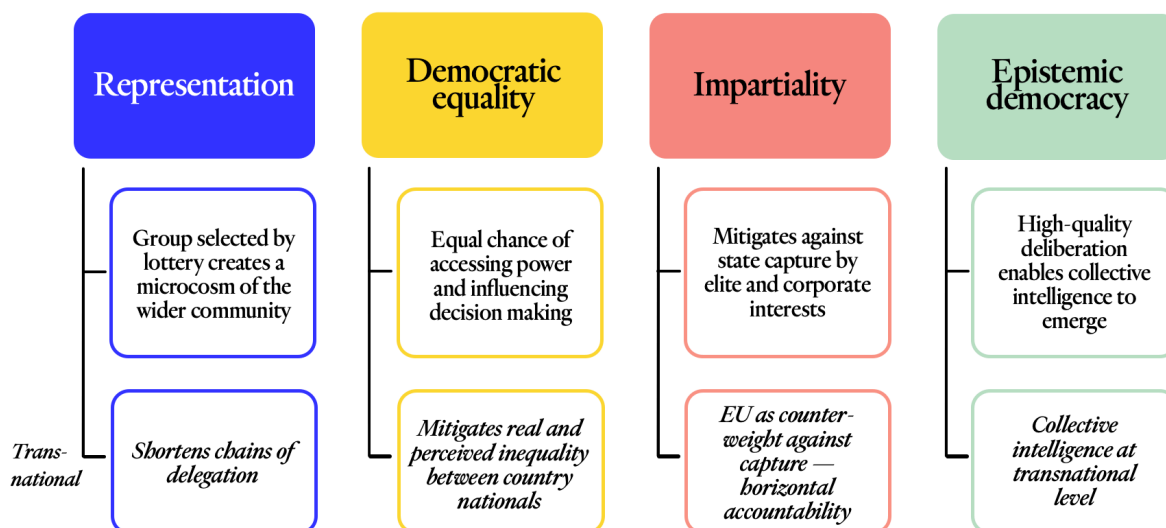 Representation
Democratic
equality
Impartiality
Epistemic
democracy
Group selected by
lottery creates a
microcosm of the
wider community
Equal chance of
accessing power
and influencing
decision making
Mitigates against
state capture by
elite and corporate
interests
High-quality
deliberation
enables collective
intelligence to
emerge
Trans-
national
Shortens chains of
delegation
Mitigates real and
perceived inequality
between country
nationals
EU as counter-
weight against
capture —
horizontal
accountability
Collective
intelligence at
transnational
level